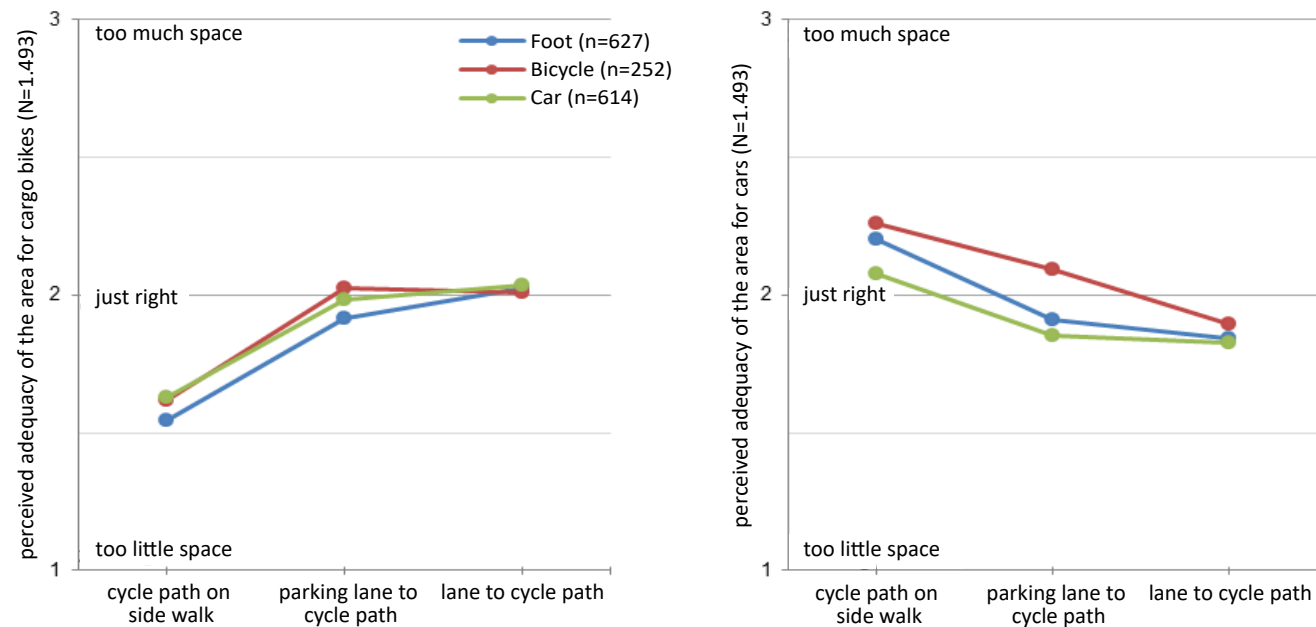 perceived adequacy of the area for cargo bikes (N=1.493)
3
too much space
Foot (n=627)
Bicycle (n=252)
Car (n=614)
2
just right
too little space
1
cycle path on
side walk
parking lane to
cycle path
lane to cycle path
perceived adequacy of the area for cars (N=1.493)
3
too much space
2
just right
too little space
1
cycle path on
side walk
parking lane to
cycle path
lane to cycle path